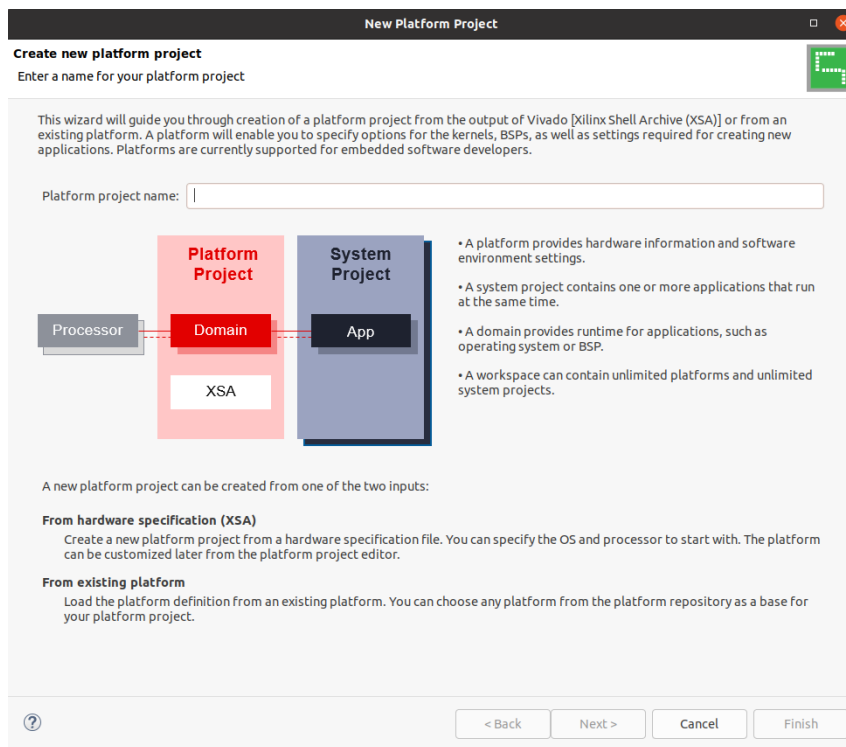 New Platform Project
Create new platform project
Enter a name for your platform project
This wizard will guide you through creation of a platform project from the output of Vivado [Xilinx Shell Archive (XSA)] or from an
existing platform. A platform will enable you to specify options for the kernels, BSPs, as well as settings required for creating new
applications. Platforms are currently supported for embedded software developers.
Platform project name:
Platform
Project
System
Project
Processor
Domain
App
XSA
• A platform provides hardware information and software
environment settings.
• A system project contains one or more applications that run
at the same time.
• A domain provides runtime for applications, such as
operating system or BSP.
• A workspace can contain unlimited platforms and unlimited
system projects.
A new platform project can be created from one of the two inputs:
From hardware specification (XSA)
Create a new platform project from a hardware specification file. You can specify the OS and processor to start with. The platform
can be customized later from the platform project editor.
From existing platform
Load the platform definition from an existing platform. You can choose any platform from the platform repository as a base for
your platform project.
?
< Back
Next >
Cancel
Finish